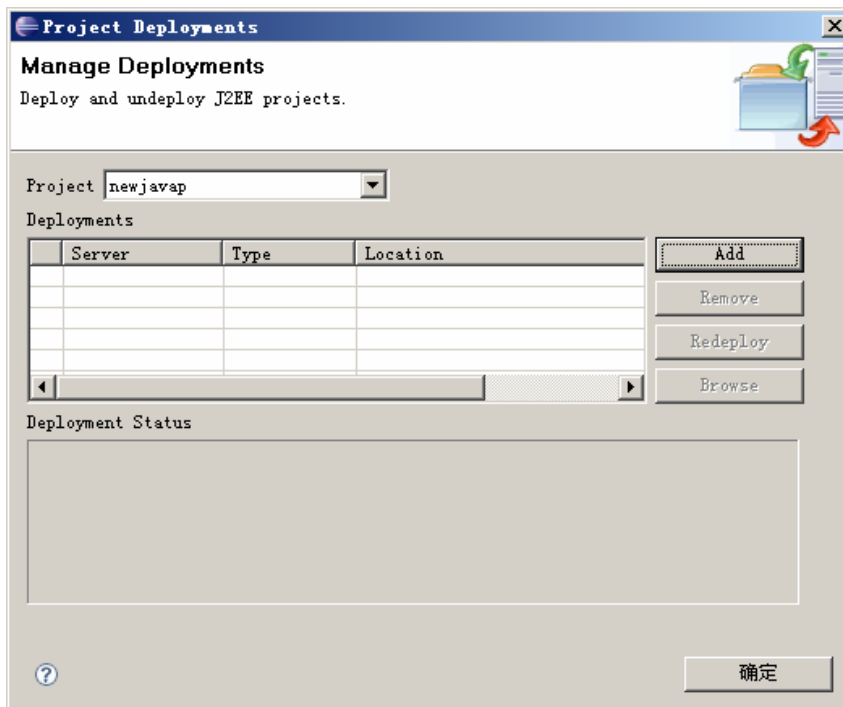 Project Deployments
Manage Deployments
Deploy and undeploy J2EE projects.
Project newjavap
Deployments
Server Type Location
Add
Remove
Redeploy
Browse
Deployment Status
?
确定